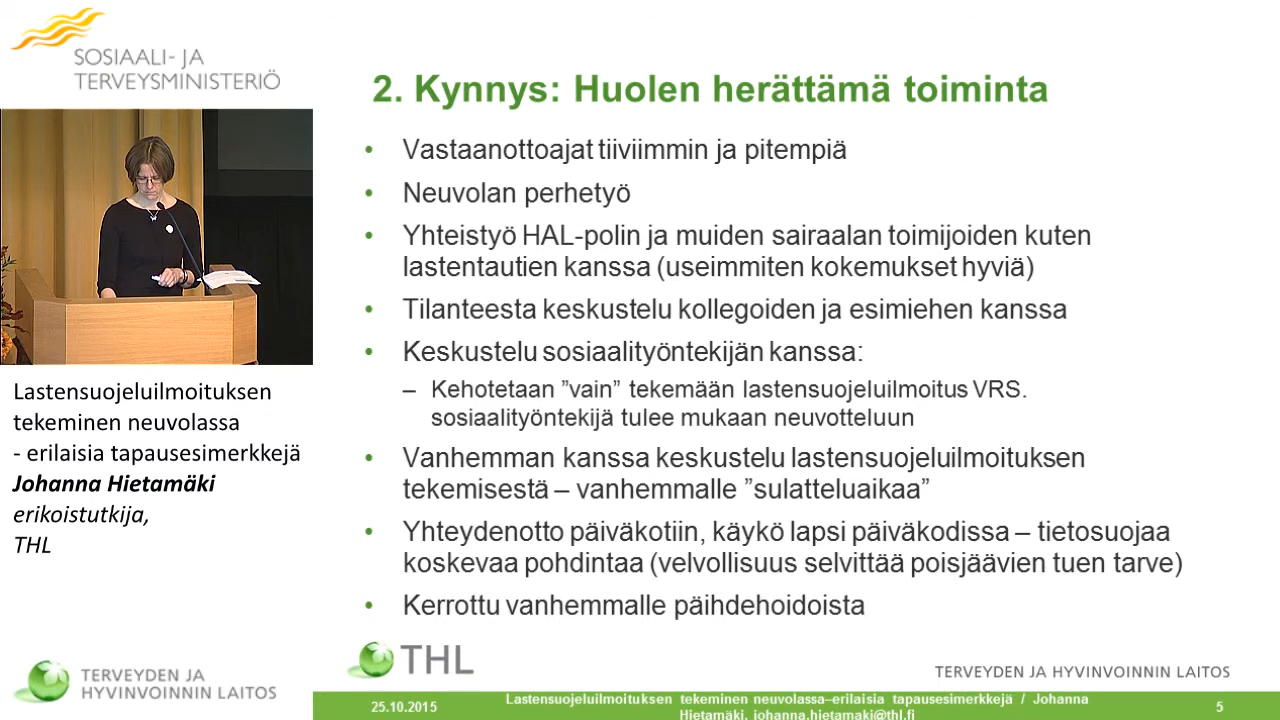 SOSIAALI- JA
TERVEYSMINISTERIÖ
2. Kynnys: Huolen herättämä toiminta
• Vastaanottoajat tiiviimmin ja pitempiä
• Neuvolan perhetyö
• Yhteistyö HAL-polin ja muiden sairaalan toimijoiden kuten
lastentautien kanssa (useimmiten kokemukset hyviä)
• Tilanteesta keskustelu kollegoiden ja esimiehen kanssa
• Keskustelu sosiaalityöntekijän kanssa:
– Kehotetaan ”vain” tekemään lastensuojeluilmoitus VRS.
sosiaalityöntekijä tulee mukaan neuvotteluun
• Vanhemman kanssa keskustelu lastensuojeluilmoituksen
tekemisestä – vanhemmalle ”sulatteluaikaa”
• Yhteydenotto päiväkotiin, käykö lapsi päiväkodissa – tietosuojaa
koskevaa pohdintaa (velvollisuus selvittää poisjäävien tuen tarve)
• Kerrottu vanhemmalle päihdehoidoista
Lastensuojeluilmoituksen
tekeminen neuvolassa
- erilaisia tapausesimerkkejä
Johanna Hietamäki
erikoistutkija,
THL
TERVEYDEN JA
HYVINVOINNIN LAITOS
THL
TERVEYDEN JA HYVINVOINNIN LAITOS
25.10.2015
Lastensuojeluilmoituksen tekeminen neuvolassa–erilaisia tapausesimerkkejä / Johanna
Hietamäki, johanna.hietamaki@thl.fi
5